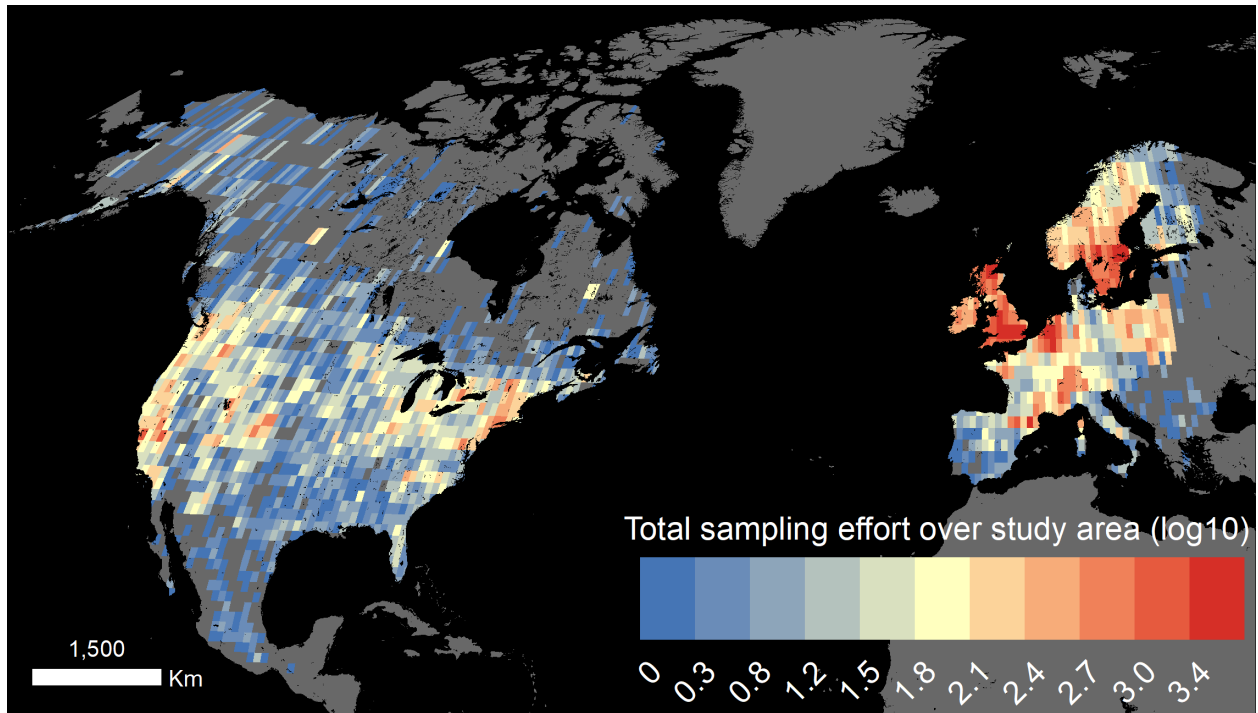 Total sampling effort over study area (log10)
0 0.3 0.8 1.2 1.5 1.8 2.1 2.4 2.7 3.0 3.4
1,500
Km